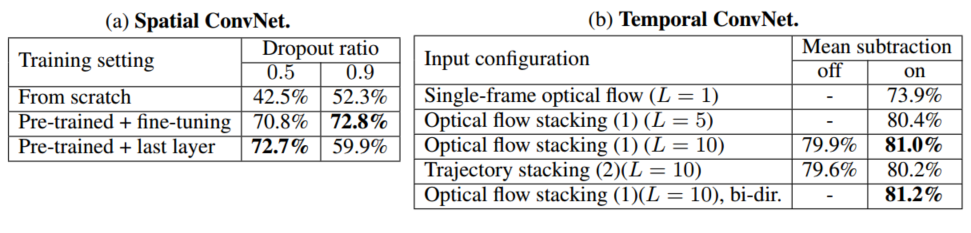 (a) Spatial ConvNet.
Training setting Dropout ratio
0.5 0.9
From scratch 42.5% 52.3%
Pre-trained + fine-tuning 70.8% 72.8%
Pre-trained + last layer 72.7% 59.9%
(b) Temporal ConvNet.
Input configuration Mean subtraction
off on
Single-frame optical flow (L = 1) - 73.9%
Optical flow stacking (1) (L = 5) - 80.4%
Optical flow stacking (1) (L = 10) 79.9% 81.0%
Trajectory stacking (2)(L = 10) 79.6% 80.2%
Optical flow stacking (1)(L = 10), bi-dir. - 81.2%